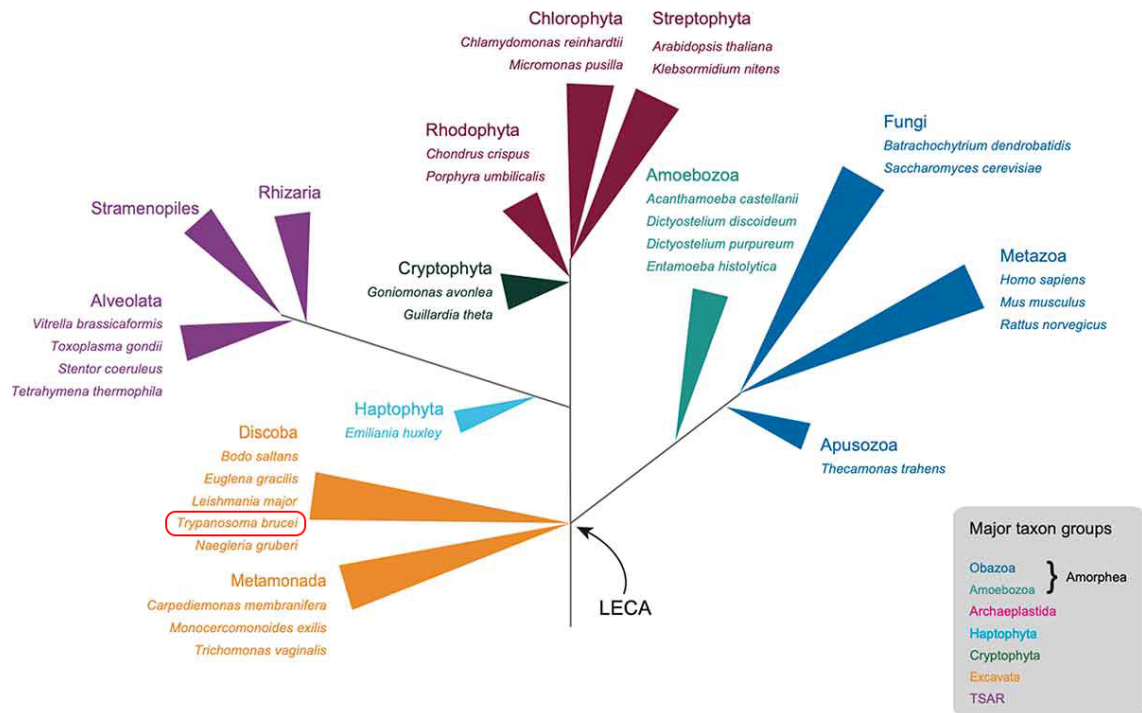 Chlorophyta
Chlamydomonas reinhardtii
Micromonas pusilla
Streptophyta
Arabidopsis thaliana
Klebsormidium nitens
Rhodophyta
Chondrus crispus
Porphyra umbilicalis
Fungi
Batrachochytrium dendrobatidis
Saccharomyces cerevisiae
Amoebozoa
Acanthamoeba castellanii
Dictyostelium discoideum
Dictyostelium purpureum
Entamoeba histolytica
Rhizaria
Stramenopiles
Metazoa
Homo sapiens
Mus musculus
Rattus norvegicus
Cryptophyta
Goniomonas avonlea
Guillardia theta
Alveolata
Vitrella brassicaformis
Toxoplasma gondii
Stentor coeruleus
Tetrahymena thermophila
Haptophyta
Emiliania huxley
Discoba
Bodo saltans
Euglena gracilis
Leishmania major
Trypanosoma brucei
Naegleria gruberi
Apusozoa
Thecamonas trahens
Metamonada
Carpediemonas membranifera
Monocercomonoides exilis
Trichomonas vaginalis
LECA
Major taxon groups
Obazoa
Amoebozoa
} Amorphea
Archaeplastida
Haptophyta
Cryptophyta
Excavata
TSAR